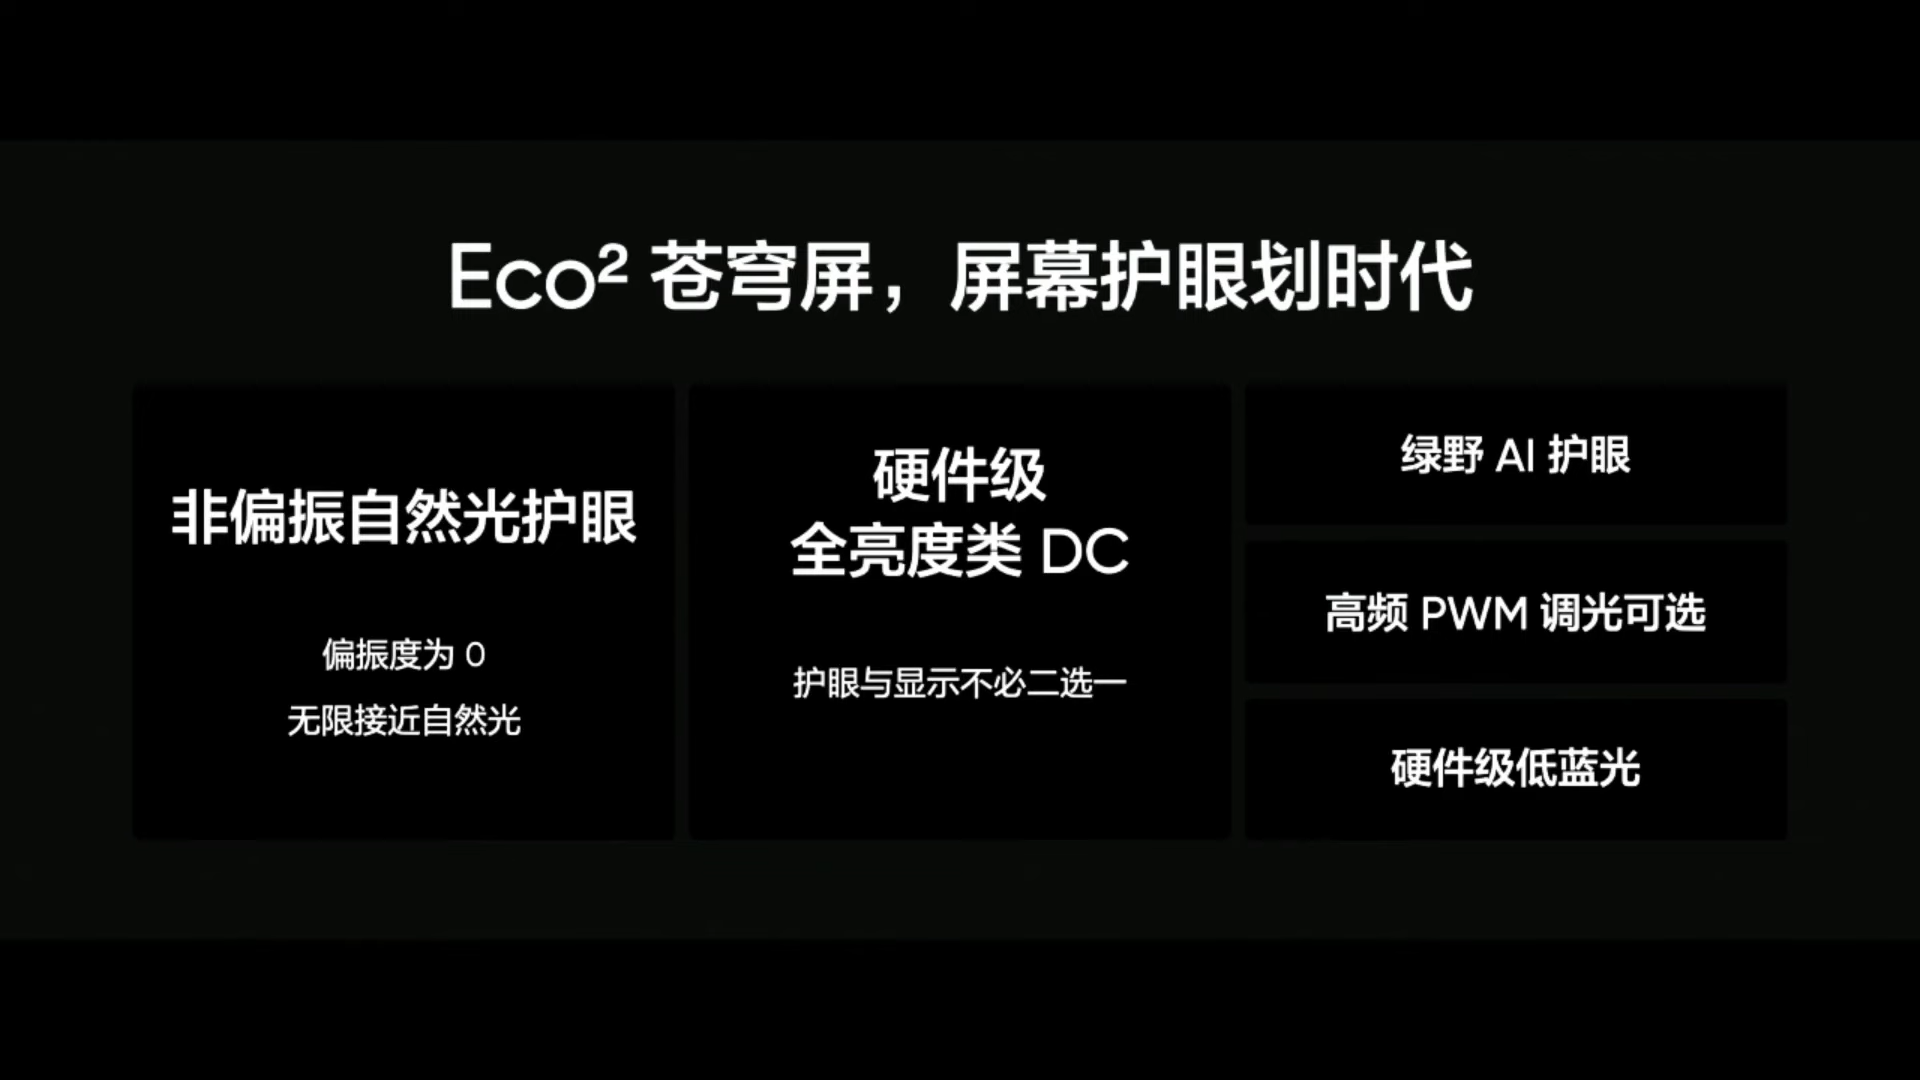 Eco² 苍穹屏，屏幕护眼划时代
非偏振自然光护眼
偏振度为 0
无限接近自然光
硬件级
全亮度类 DC
护眼与显示不必二选一
绿野 AI 护眼
高频 PWM 调光可选
硬件级低蓝光